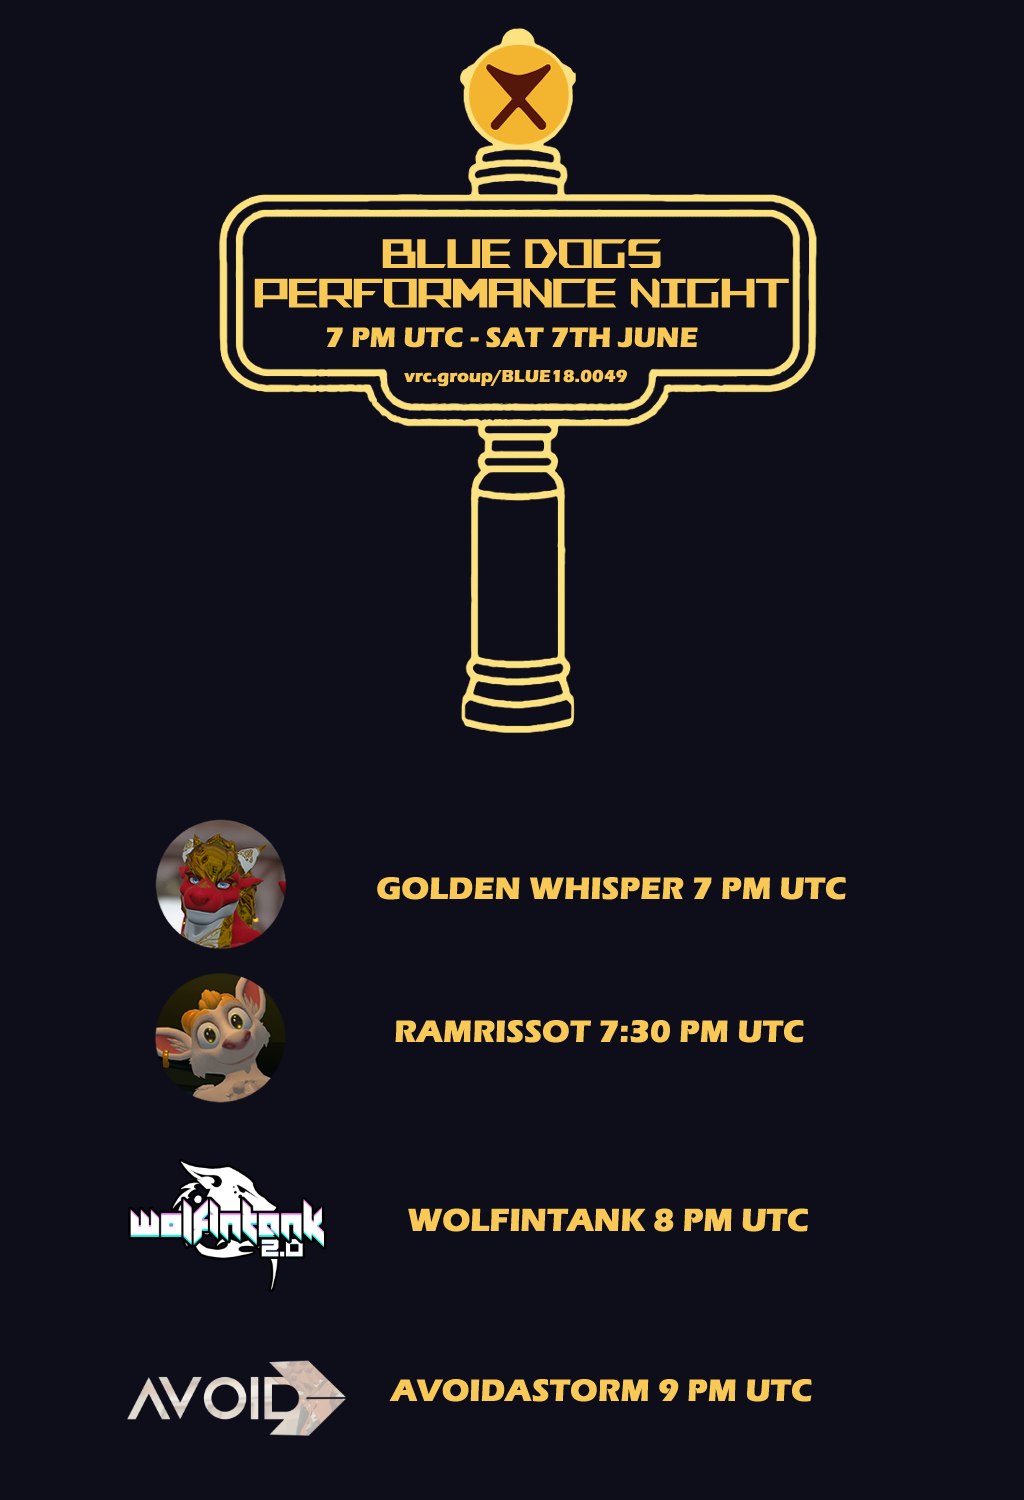 BLUE DOGS
PERFORMANCE NIGHT
7 PM UTC - SAT 7TH JUNE
vrc.group/BLUE18.0049
GOLDEN WHISPER 7 PM UTC
RAMRISSOT 7:30 PM UTC
wolfintank
2.0
WOLFINTANK 8 PM UTC
AVOID
AVOIDASTORM 9 PM UTC